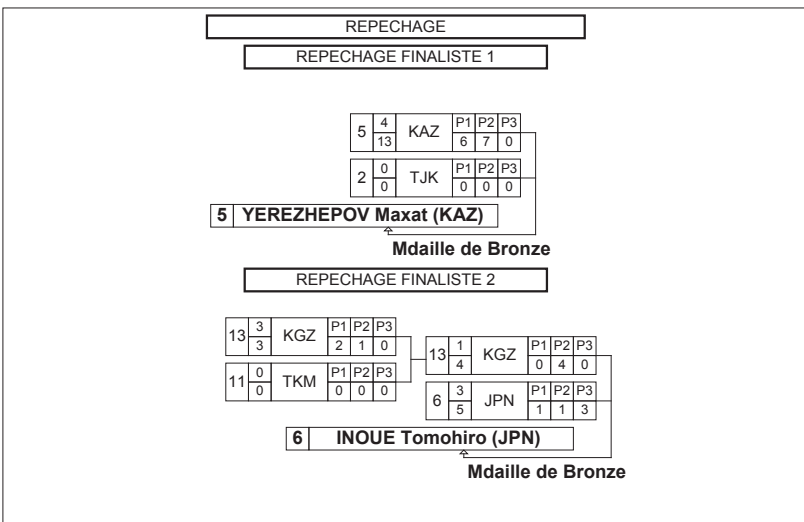 REPECHAGE
REPECHAGE FINALISTE 1
5 4 KAZ P1 P2 P3
13 6 7 0
2 0 TJK P1 P2 P3
0 0 0 0
5 YEREZHEPOV Maxat (KAZ)
Mdaille de Bronze
REPECHAGE FINALISTE 2
13 3 KGZ P1 P2 P3
3 2 1 0
11 0 TKM P1 P2 P3
0 0 0 0
13 1 KGZ P1 P2 P3
4 0 4 0
6 3 JPN P1 P2 P3
5 1 1 3
6 INOUE Tomohiro (JPN)
Mdaille de Bronze